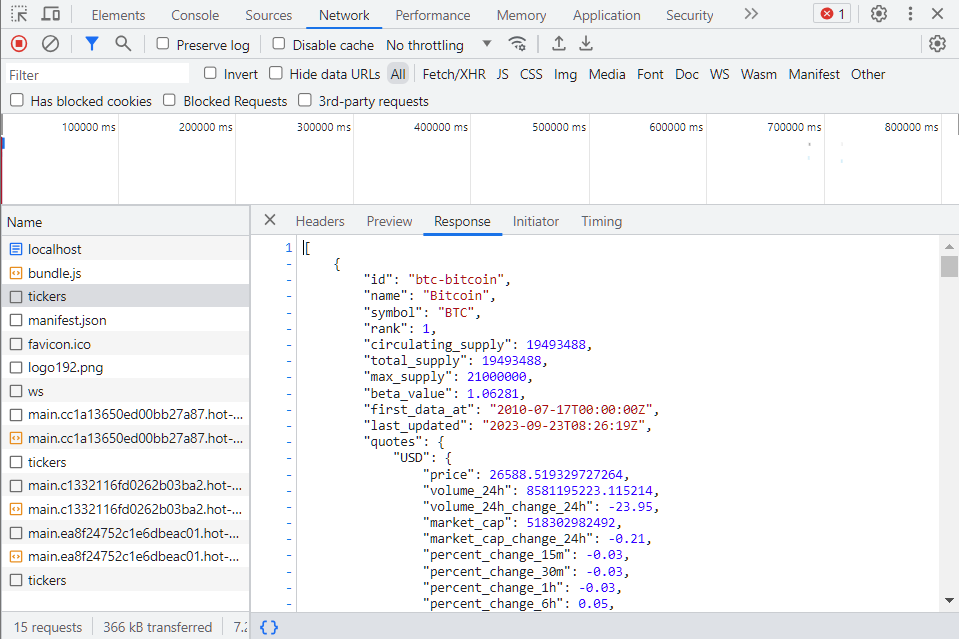 Elements Console Sources Network Performance Memory Application Security 1
Preserve log Disable cache No throttling
Filter Invert Hide data URLs All Fetch/XHR JS CSS Img Media Font Doc WS Wasm Manifest Other
Has blocked cookies Blocked Requests 3rd-party requests
100000 ms 200000 ms 300000 ms 400000 ms 500000 ms 600000 ms 700000 ms 800000 ms
Name
localhost
bundle.js
tickers
manifest.json
favicon.ico
logo192.png
ws
main.cc1a13650ed00bb27a87.hot-...
main.cc1a13650ed00bb27a87.hot-...
tickers
main.c1332116fd0262b03ba2.hot-...
main.c1332116fd0262b03ba2.hot-...
main.ea8f24752c1e6dbeac01.hot-...
main.ea8f24752c1e6dbeac01.hot-...
tickers
15 requests 366 kB transferred 7.2
Headers Preview Response Initiator Timing
1 [
- {
- "id": "btc-bitcoin",
- "name": "Bitcoin",
- "symbol": "BTC",
- "rank": 1,
- "circulating_supply": 19493488,
- "total_supply": 19493488,
- "max_supply": 21000000,
- "beta_value": 1.06281,
- "first_data_at": "2010-07-17T00:00:00Z",
- "last_updated": "2023-09-23T08:26:19Z",
- "quotes": {
- "USD": {
- "price": 26588.519329727264,
- "volume_24h": 8581195223.115214,
- "volume_24h_change_24h": -23.95,
- "market_cap": 518302982492,
- "market_cap_change_24h": -0.21,
- "percent_change_15m": -0.03,
- "percent_change_30m": -0.03,
- "percent_change_1h": -0.03,
- "percent_change_6h": 0.05,
{ }